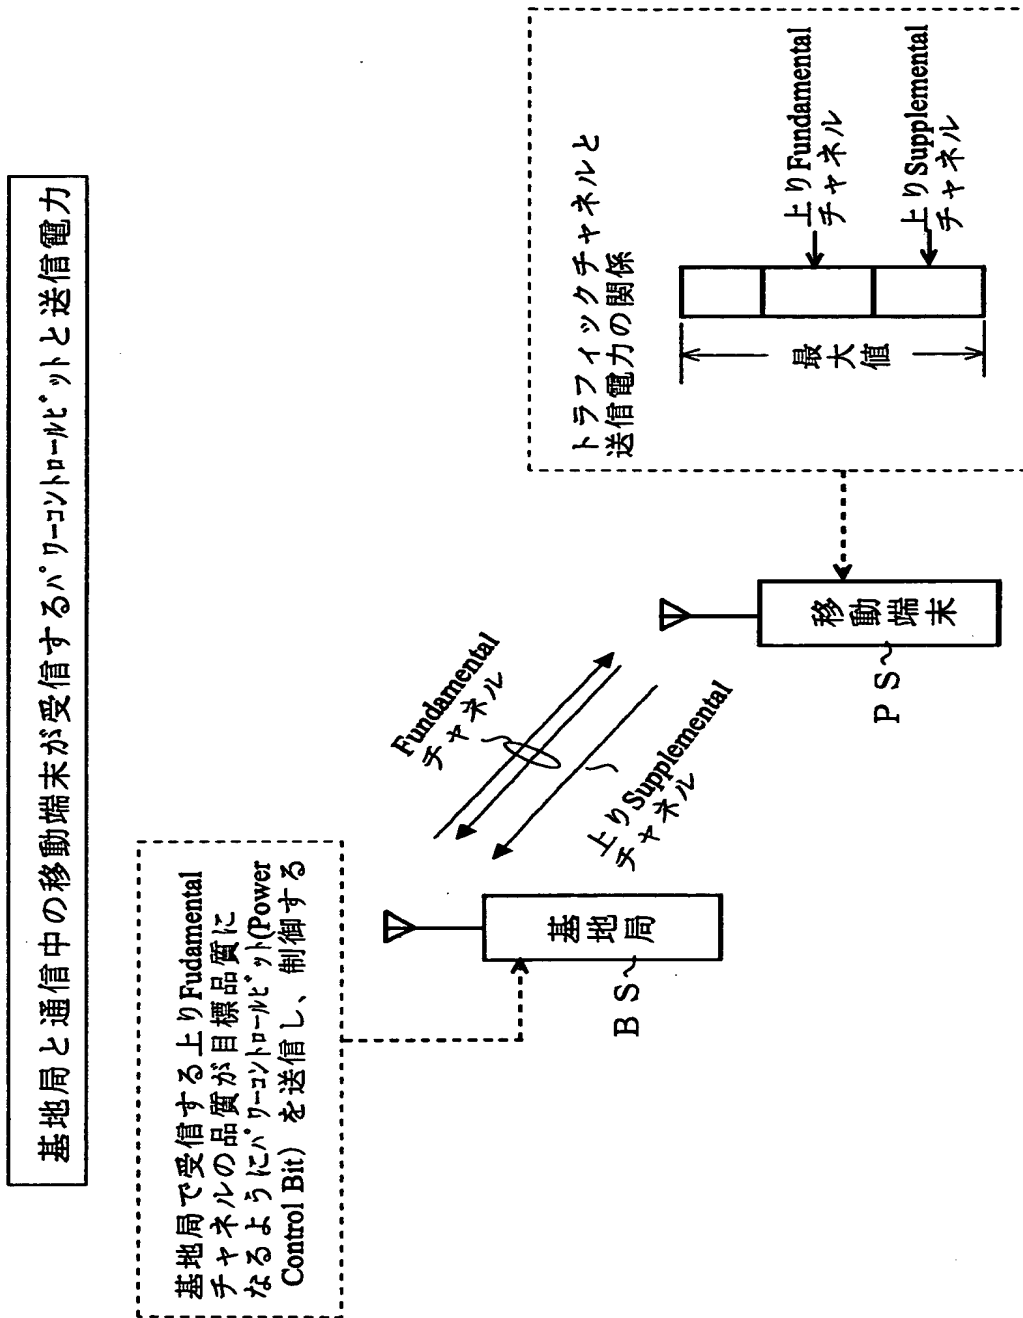 基地局と通信中の移動端末が受信するパワーコントロールビットと送信電力
基地局で受信する上りFudamental
チャネルの品質が目標品質に
なるようにパワーコントロールビット(Power
Control Bit）を送信し、制御する
基地局
BS
Fundamental
チャネル
上りSupplemental
チャネル
移動端末
PS
トラフィックチャネルと
送信電力の関係
最大値
上りFundamental
チャネル
上りSupplemental
チャネル